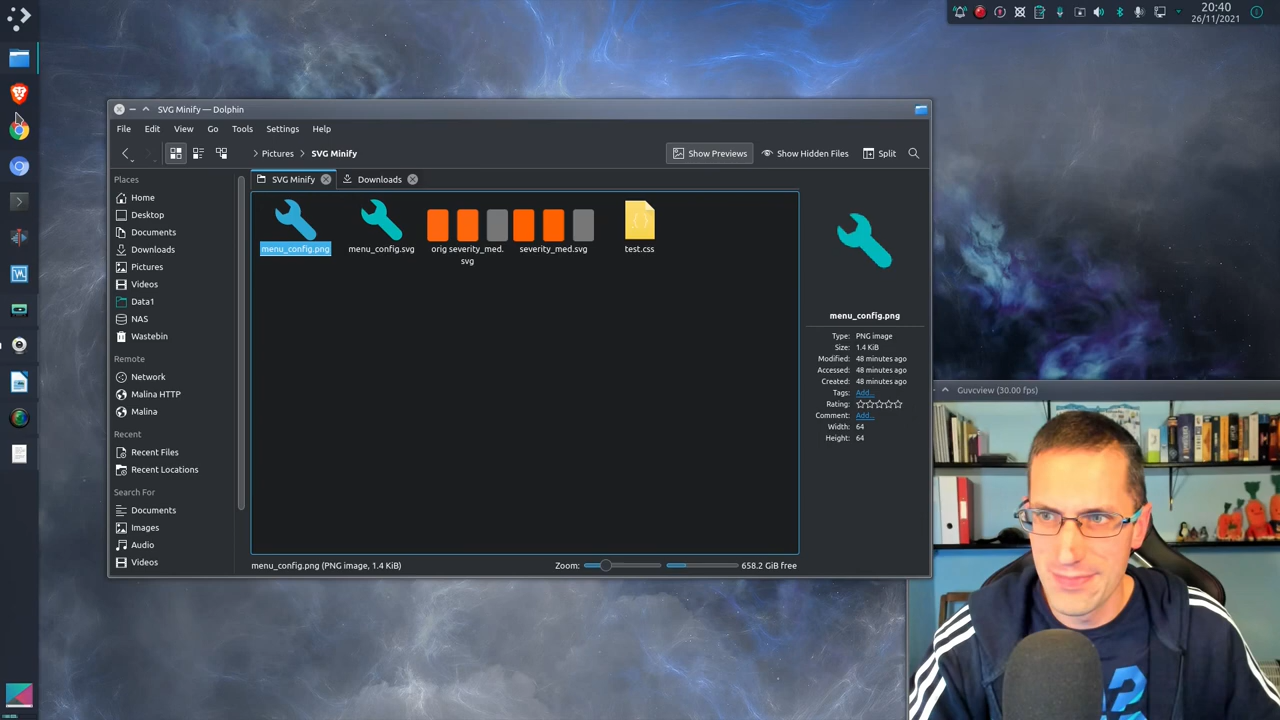 20:40
26/11/2021
SVG Minify — Dolphin
File Edit View Go Tools Settings Help
Pictures SVG Minify
Show Previews Show Hidden Files Split
Places
Home
Desktop
Documents
Downloads
Pictures
Videos
Data1
NAS
Wastebin
Remote
Network
Malina HTTP
Malina
Recent
Recent Files
Recent Locations
Search For
Documents
Images
Audio
Videos
SVG Minify Downloads
menu_config.png
menu_config.svg
orig severity_med.
svg
severity_med.svg
test.css
menu_config.png
Type: PNG image
Size: 1.4 KiB
Modified: 48 minutes ago
Accessed: 48 minutes ago
Created: 48 minutes ago
Tags: Add...
Rating:
Comment: Add...
Width: 64
Height: 64
menu_config.png (PNG image, 1.4 KiB)
Zoom:
658.2 GiB free
Guvcview (30.00 fps)